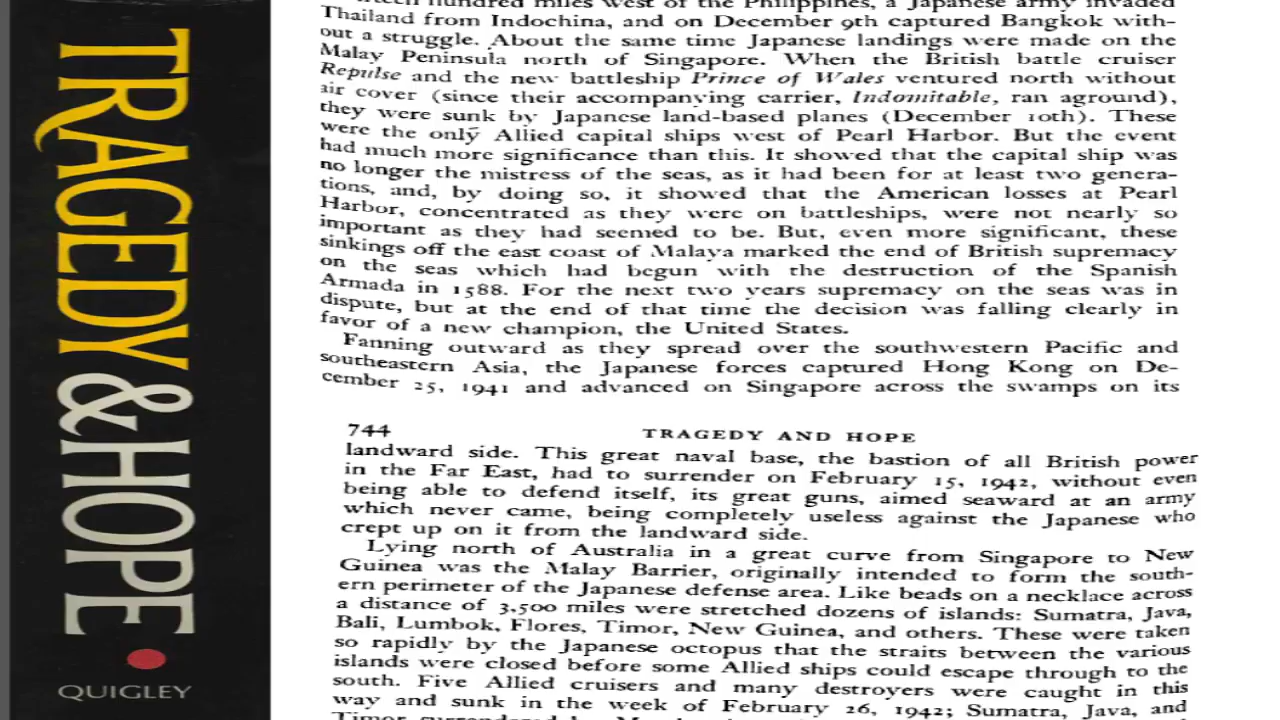 TRAGEDY & HOPE
QUIGLEY
hundred miles west of the Philippines, a Japanese army invaded
Thailand from Indochina, and on December 9th captured Bangkok with-
out a struggle. About the same time Japanese landings were made on the
Malay Peninsula north of Singapore. When the British battle cruiser
Repulse and the new battleship Prince of Wales ventured north without
air cover (since their accompanying carrier, Indomitable, ran aground),
they were sunk by Japanese land-based planes (December 10th). These
were the only Allied capital ships west of Pearl Harbor. But the event
had much more significance than this. It showed that the capital ship was
no longer the mistress of the seas, as it had been for at least two genera-
tions, and, by doing so, it showed that the American losses at Pearl
Harbor, concentrated as they were on battleships, were not nearly so
important as they had seemed to be. But, even more significant, these
sinkings off the east coast of Malaya marked the end of British supremacy
on the seas which had begun with the destruction of the Spanish
Armada in 1588. For the next two years supremacy on the seas was in
dispute, but at the end of that time the decision was falling clearly in
favor of a new champion, the United States.
Fanning outward as they spread over the southwestern Pacific and
southeastern Asia, the Japanese forces captured Hong Kong on De-
cember 25, 1941 and advanced on Singapore across the swamps on its
744 TRAGEDY AND HOPE
landward side. This great naval base, the bastion of all British power
in the Far East, had to surrender on February 15, 1942, without even
being able to defend itself, its great guns, aimed seaward at an army
which never came, being completely useless against the Japanese who
crept up on it from the landward side.
Lying north of Australia in a great curve from Singapore to New
Guinea was the Malay Barrier, originally intended to form the south-
ern perimeter of the Japanese defense area. Like beads on a necklace across
a distance of 3,500 miles were stretched dozens of islands: Sumatra, Java,
Bali, Lumbok, Flores, Timor, New Guinea, and others. These were taken
so rapidly by the Japanese octopus that the straits between the various
islands were closed before some Allied ships could escape through to the
south. Five Allied cruisers and many destroyers were caught in this
way and sunk in the week of February 26, 1942; Sumatra, Java, and
Timor surrendered by